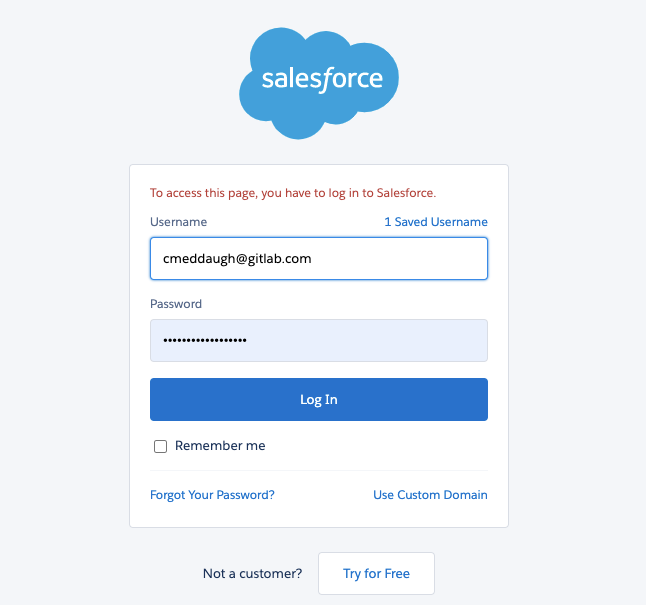 salesforce
To access this page, you have to log in to Salesforce.
Username 1 Saved Username
cmeddaugh@gitlab.com
Password
••••••••••••••••••
Log In
Remember me
Forgot Your Password? Use Custom Domain
Not a customer? Try for Free